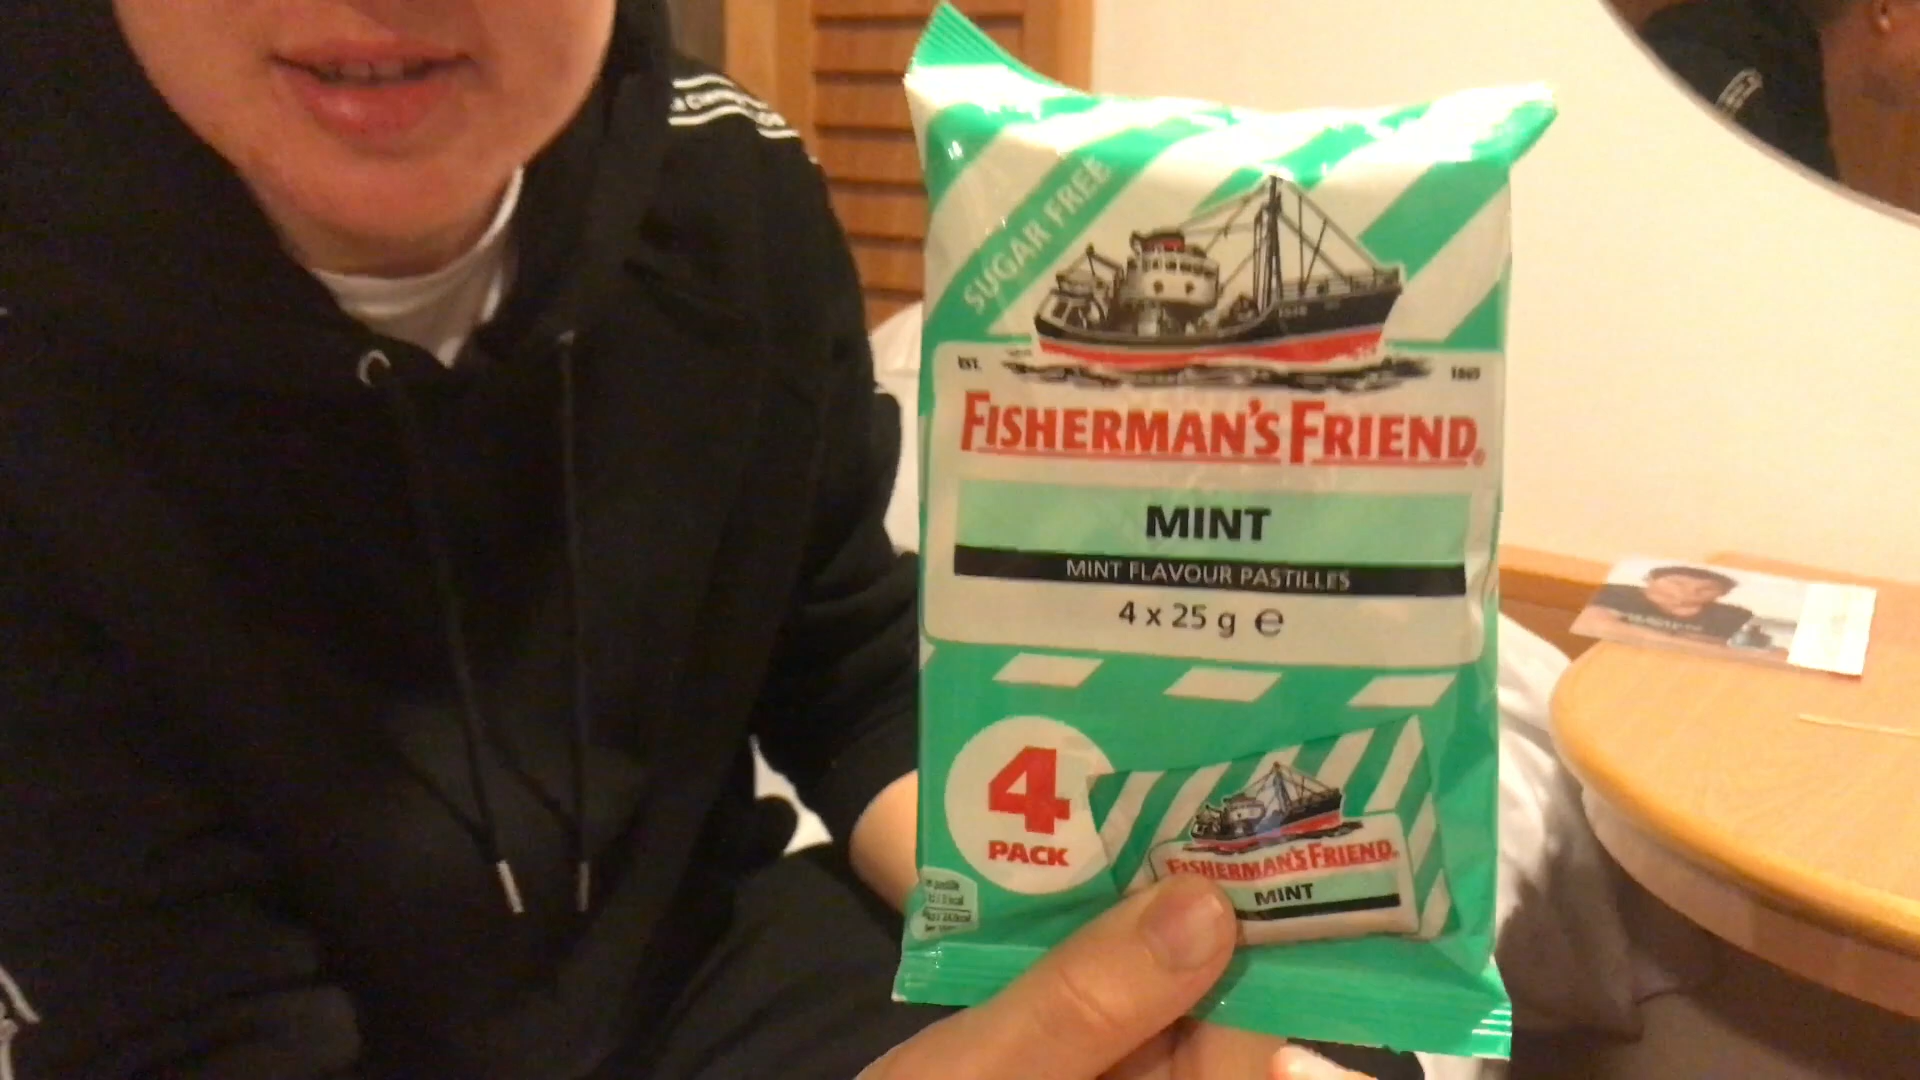 SUGAR FREE
EST. 1865
FISHERMAN'S FRIEND®
MINT
MINT FLAVOUR PASTILLES
4 x 25 g ℮
4
PACK
FISHERMAN'S FRIEND®
MINT